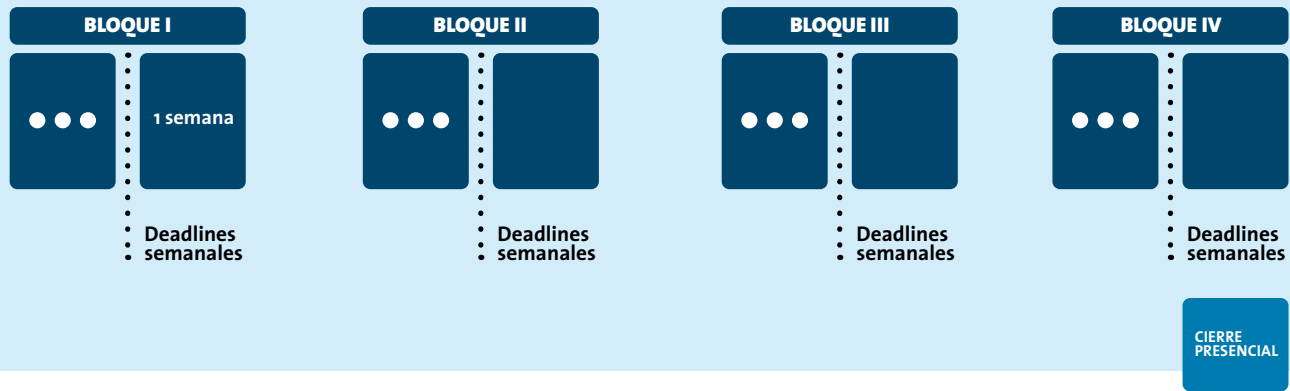 BLOQUE I
BLOQUE II
BLOQUE III
BLOQUE IV
1 semana
Deadlines
semanales
Deadlines
semanales
Deadlines
semanales
Deadlines
semanales
CIERRE
PRESENCIAL